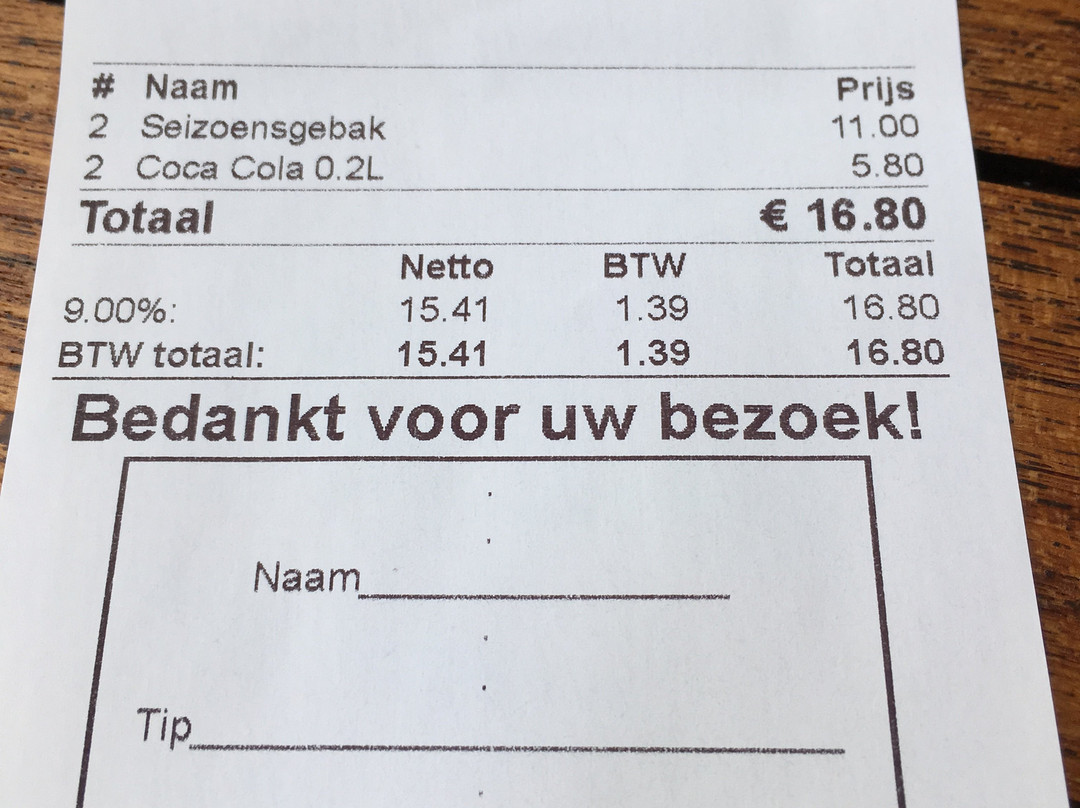 # Naam Prijs
2 Seizoensgebak 11.00
2 Coca Cola 0.2L 5.80
Totaal € 16.80
Netto BTW Totaal
9.00%: 15.41 1.39 16.80
BTW totaal: 15.41 1.39 16.80
Bedankt voor uw bezoek!
Naam
Tip